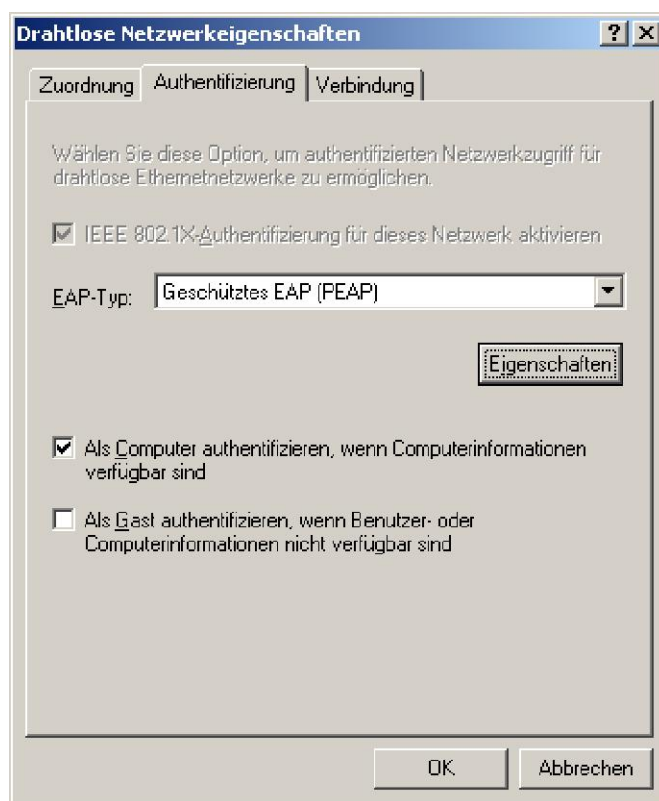 Drahtlose Netzwerkeigenschaften
Zuordnung Authentifizierung Verbindung
Wählen Sie diese Option, um authentifizierten Netzwerkzugriff für
drahtlose Ethernetnetzwerke zu ermöglichen.
IEEE 802.1X-Authentifizierung für dieses Netzwerk aktivieren
EAP-Typ: Geschütztes EAP (PEAP)
Eigenschaften
Als Computer authentifizieren, wenn Computerinformationen
verfügbar sind
Als Gast authentifizieren, wenn Benutzer- oder
Computerinformationen nicht verfügbar sind
OK Abbrechen